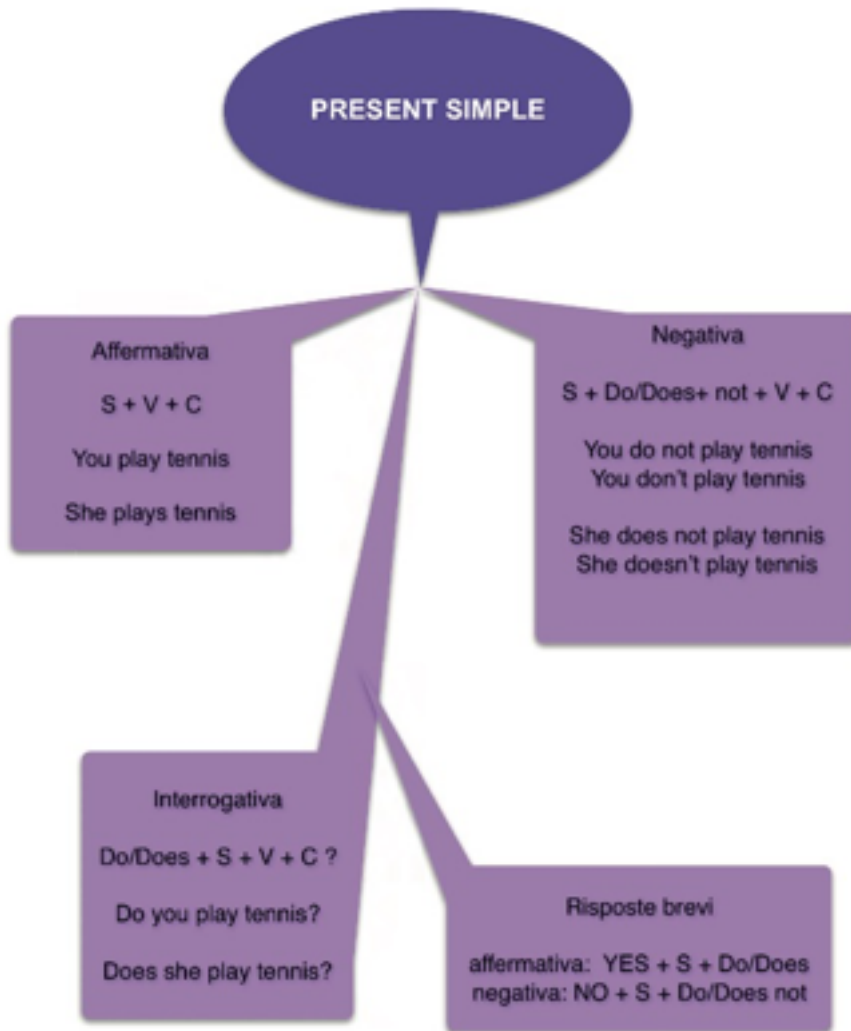 PRESENT SIMPLE
Affermativa
S + V + C
You play tennis
She plays tennis
Negativa
S + Do/Does+ not + V + C
You do not play tennis
You don't play tennis
She does not play tennis
She doesn't play tennis
Interrogativa
Do/Does + S + V + C ?
Do you play tennis?
Does she play tennis?
Risposte brevi
affermativa: YES + S + Do/Does
negativa: NO + S + Do/Does not